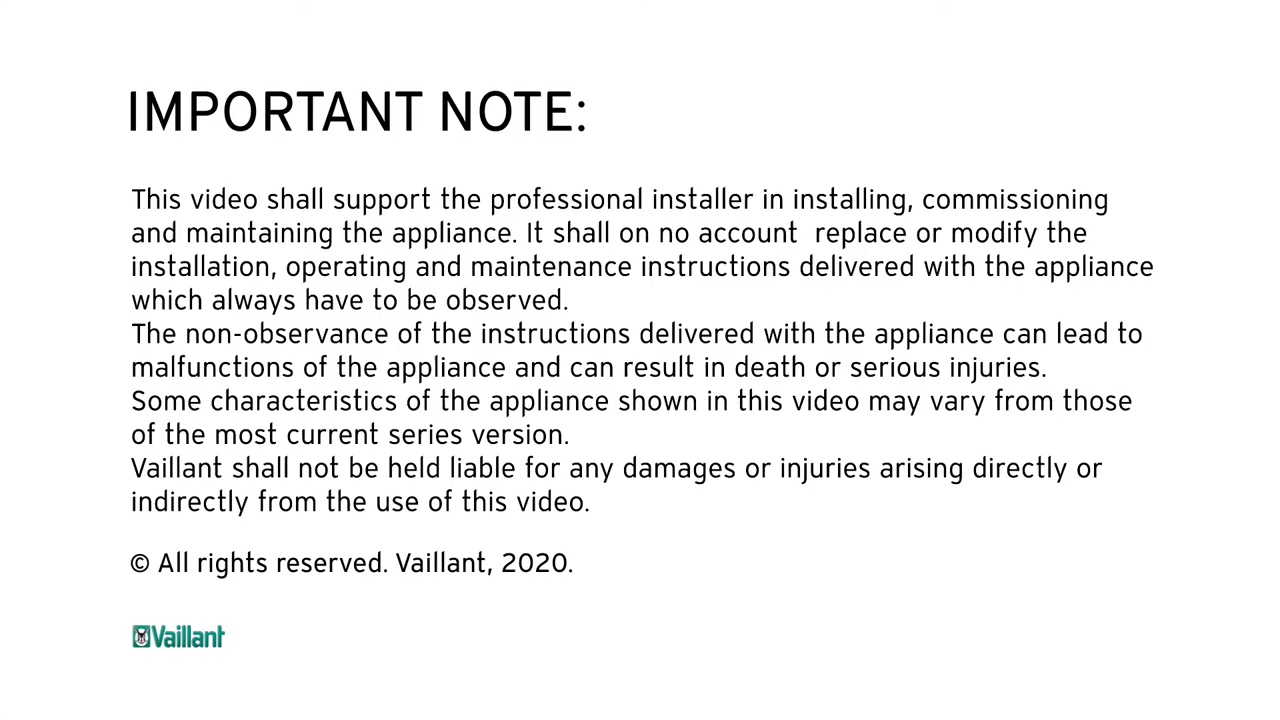 IMPORTANT NOTE:
This video shall support the professional installer in installing, commissioning
and maintaining the appliance. It shall on no account  replace or modify the
installation, operating and maintenance instructions delivered with the appliance
which always have to be observed.
The non-observance of the instructions delivered with the appliance can lead to
malfunctions of the appliance and can result in death or serious injuries.
Some characteristics of the appliance shown in this video may vary from those
of the most current series version.
Vaillant shall not be held liable for any damages or injuries arising directly or
indirectly from the use of this video.
© All rights reserved. Vaillant, 2020.
Vaillant